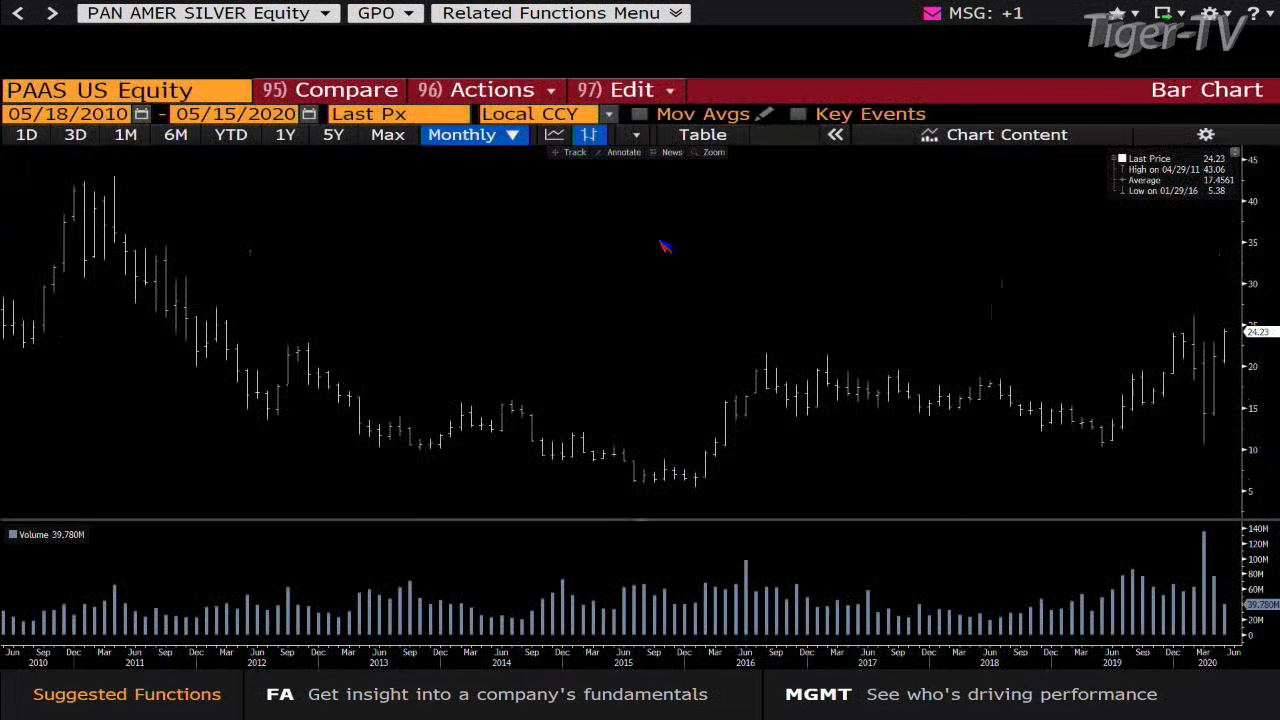 PAN AMER SILVER Equity GPO Related Functions Menu MSG: +1 ?
Tiger-TV
PAAS US Equity 95) Compare 96) Actions 97) Edit Bar Chart
05/18/2010 - 05/15/2020 Last Px Local CCY Mov Avgs Key Events
1D 3D 1M 6M YTD 1Y 5Y Max Monthly Table Chart Content
Track Annotate News Zoom
Last Price 24.23
High on 04/29/11 43.06
Average 17.4561
Low on 01/29/16 5.38
45
40
35
30
25
24.23
20
15
10
5
Volume 39.780M
140M
120M
100M
80M
60M
39.780M
20M
0
Jun Sep Dec Mar Jun Sep Dec Mar Jun Sep Dec Mar Jun Sep Dec Mar Jun Sep Dec Mar Jun Sep Dec Mar Jun Sep Dec Mar Jun Sep Dec Mar Jun Sep Dec Mar Jun Sep Dec Mar Jun
2010 2011 2012 2013 2014 2015 2016 2017 2018 2019 2020
Suggested Functions FA Get insight into a company's fundamentals MGMT See who's driving performance